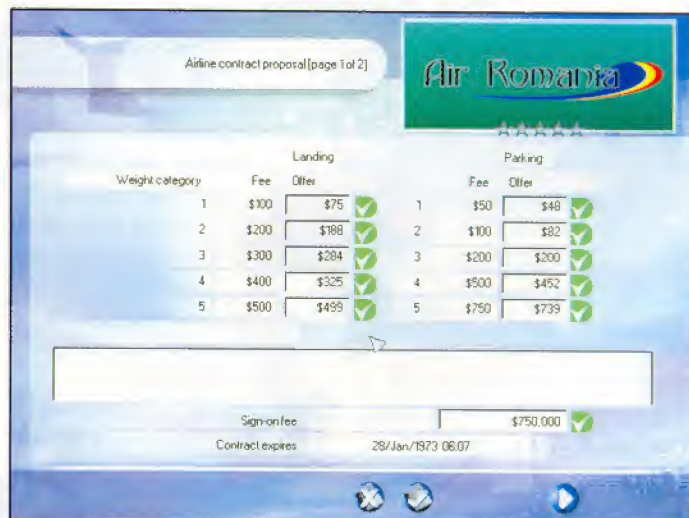 Airline contract proposal [page 1 of 2]
Air Romania
Landing Parking
Weight category Fee Offer Fee Offer
1 $100 $75 1 $50 $48
2 $200 $188 2 $100 $82
3 $300 $284 3 $200 $200
4 $400 $325 4 $500 $452
5 $500 $499 5 $750 $739
Sign-on fee $750,000
Contract expires 28/Jan/1973 06:07